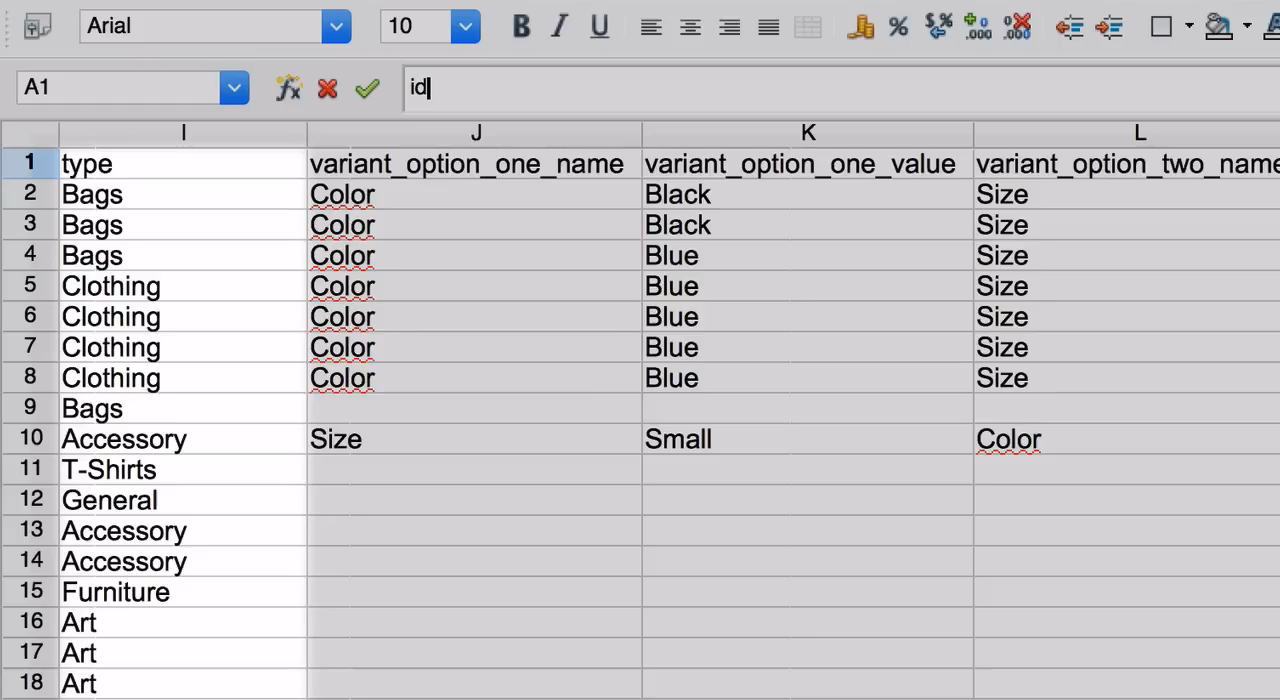 Arial 10 B I U % $,% .000 .000 A
A1 fx id
I J K L
1 type variant_option_one_name variant_option_one_value variant_option_two_name
2 Bags Color Black Size
3 Bags Color Black Size
4 Bags Color Blue Size
5 Clothing Color Blue Size
6 Clothing Color Blue Size
7 Clothing Color Blue Size
8 Clothing Color Blue Size
9 Bags
10 Accessory Size Small Color
11 T-Shirts
12 General
13 Accessory
14 Accessory
15 Furniture
16 Art
17 Art
18 Art